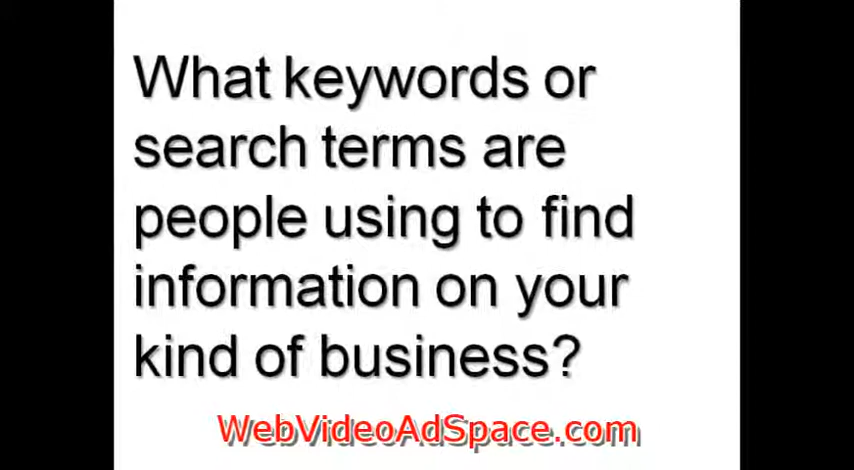 What keywords or
search terms are
people using to find
information on your
kind of business?
WebVideoAdSpace.com